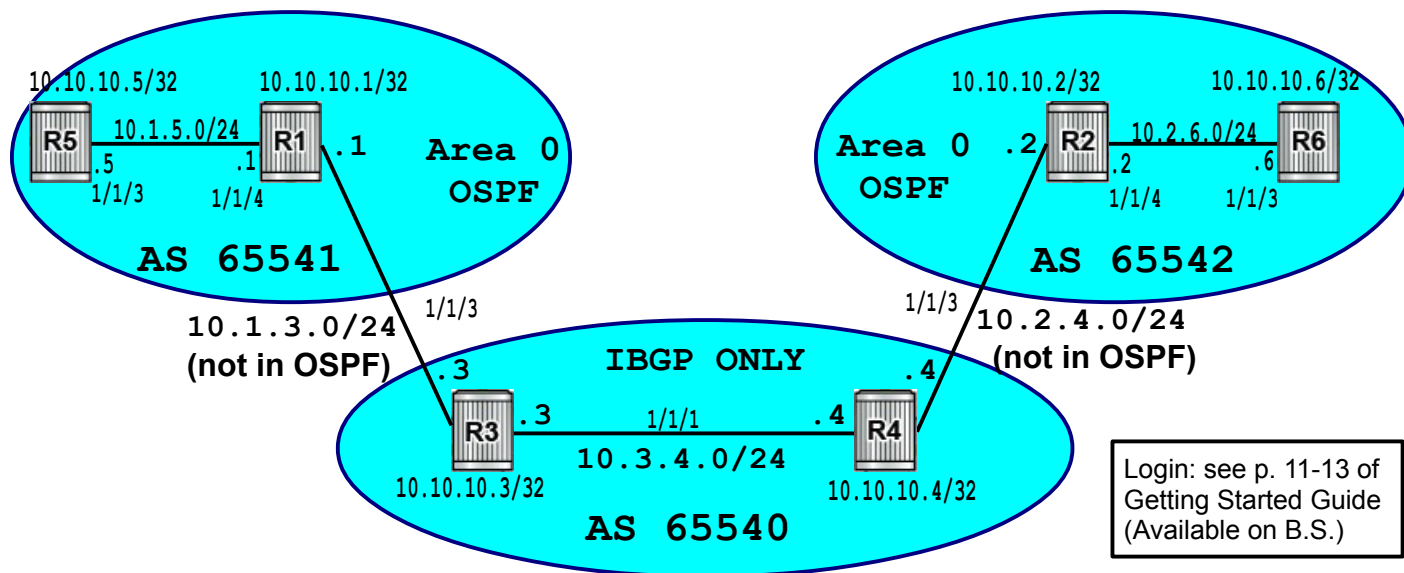 10.10.10.5/32
10.10.10.1/32
R5
10.1.5.0/24
R1
.1
.5
.1
1/1/3
1/1/4
Area 0
OSPF
AS 65541
10.10.10.2/32
10.10.10.6/32
Area 0
OSPF
.2
R2
10.2.6.0/24
R6
.2
.6
1/1/4
1/1/3
AS 65542
1/1/3
10.1.3.0/24
(not in OSPF)
1/1/3
10.2.4.0/24
(not in OSPF)
IBGP ONLY
.3
.4
R3
.3
1/1/1
.4
R4
10.3.4.0/24
10.10.10.3/32
10.10.10.4/32
AS 65540
Login: see p. 11-13 of
Getting Started Guide
(Available on B.S.)